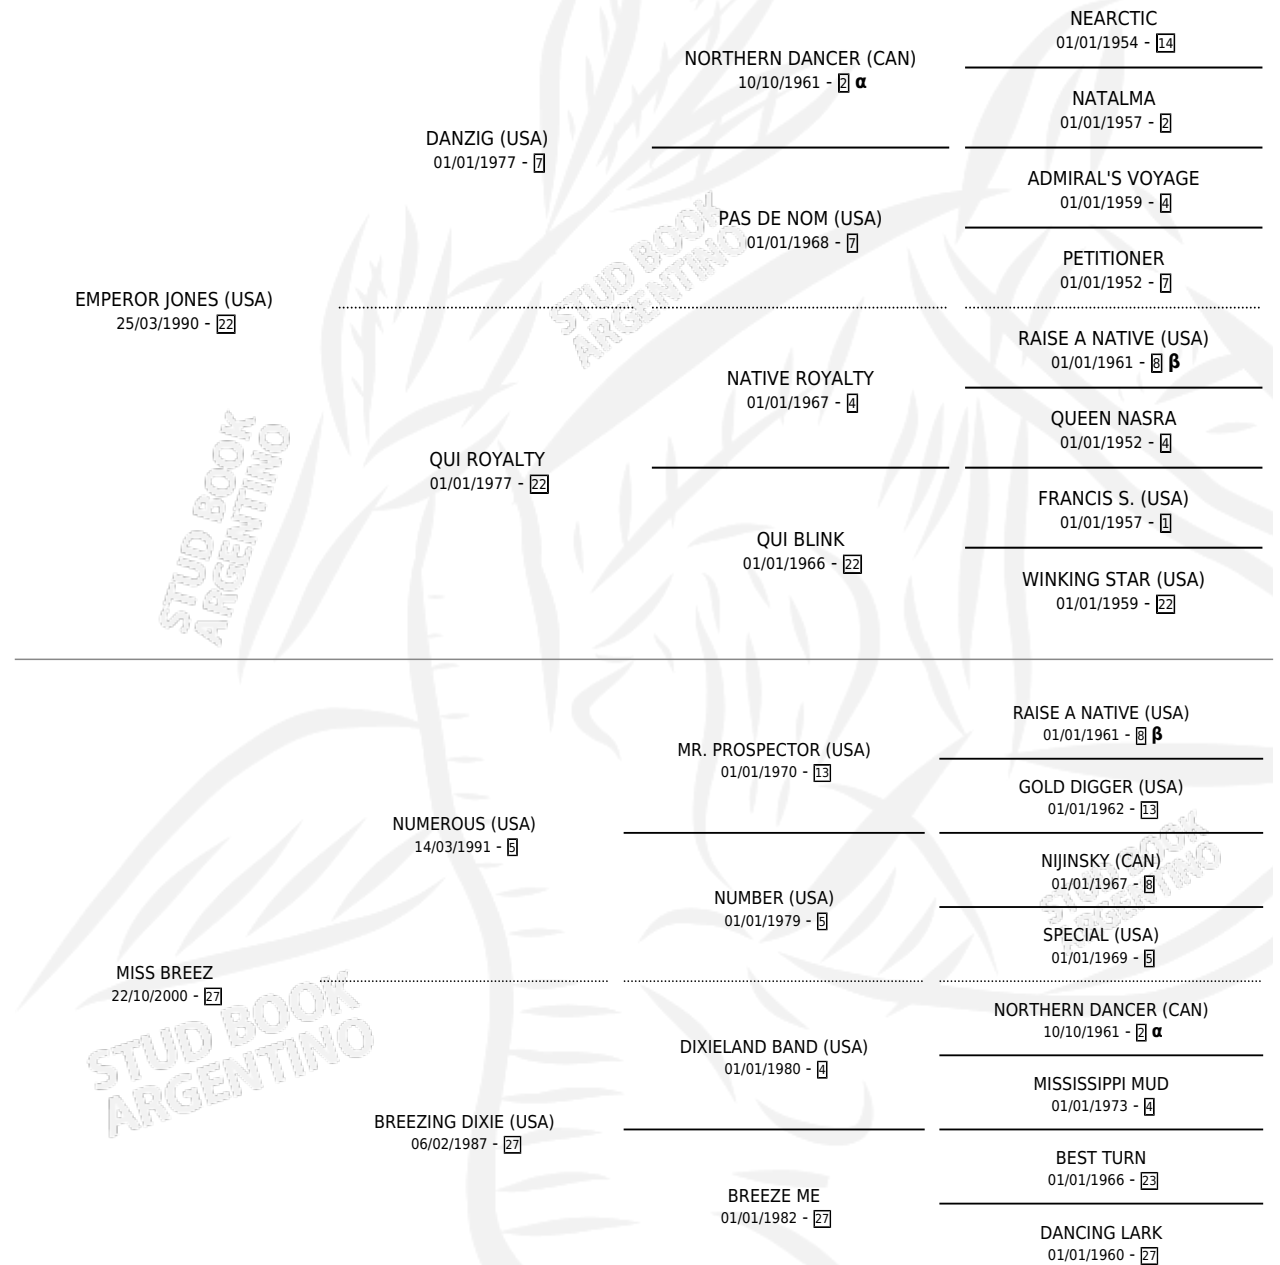 NEARCTIC
01/01/1954 - 14
NORTHERN DANCER (CAN)
10/10/1961 - 2 α
NATALMA
01/01/1957 - 2
DANZIG (USA)
01/01/1977 - 7
ADMIRAL'S VOYAGE
01/01/1959 - 4
PAS DE NOM (USA)
01/01/1968 - 7
PETITIONER
01/01/1952 - 7
EMPEROR JONES (USA)
25/03/1990 - 22
RAISE A NATIVE (USA)
01/01/1961 - 8 β
NATIVE ROYALTY
01/01/1967 - 4
QUEEN NASRA
01/01/1952 - 4
QUI ROYALTY
01/01/1977 - 22
FRANCIS S. (USA)
01/01/1957 - 1
QUI BLINK
01/01/1966 - 22
WINKING STAR (USA)
01/01/1959 - 22
RAISE A NATIVE (USA)
01/01/1961 - 8 β
MR. PROSPECTOR (USA)
01/01/1970 - 13
GOLD DIGGER (USA)
01/01/1962 - 13
NUMEROUS (USA)
14/03/1991 - 5
NIJINSKY (CAN)
01/01/1967 - 8
NUMBER (USA)
01/01/1979 - 5
SPECIAL (USA)
01/01/1969 - 5
MISS BREEZ
22/10/2000 - 27
NORTHERN DANCER (CAN)
10/10/1961 - 2 α
DIXIELAND BAND (USA)
01/01/1980 - 4
MISSISSIPPI MUD
01/01/1973 - 4
BREEZING DIXIE (USA)
06/02/1987 - 27
BEST TURN
01/01/1966 - 23
BREEZE ME
01/01/1982 - 27
DANCING LARK
01/01/1960 - 27
STUD BOOK
ARGENTINO
STUD BOOK
ARGENTINO
STUD BOOK
ARGENTINO
STUD BOOK
ARGENTINO